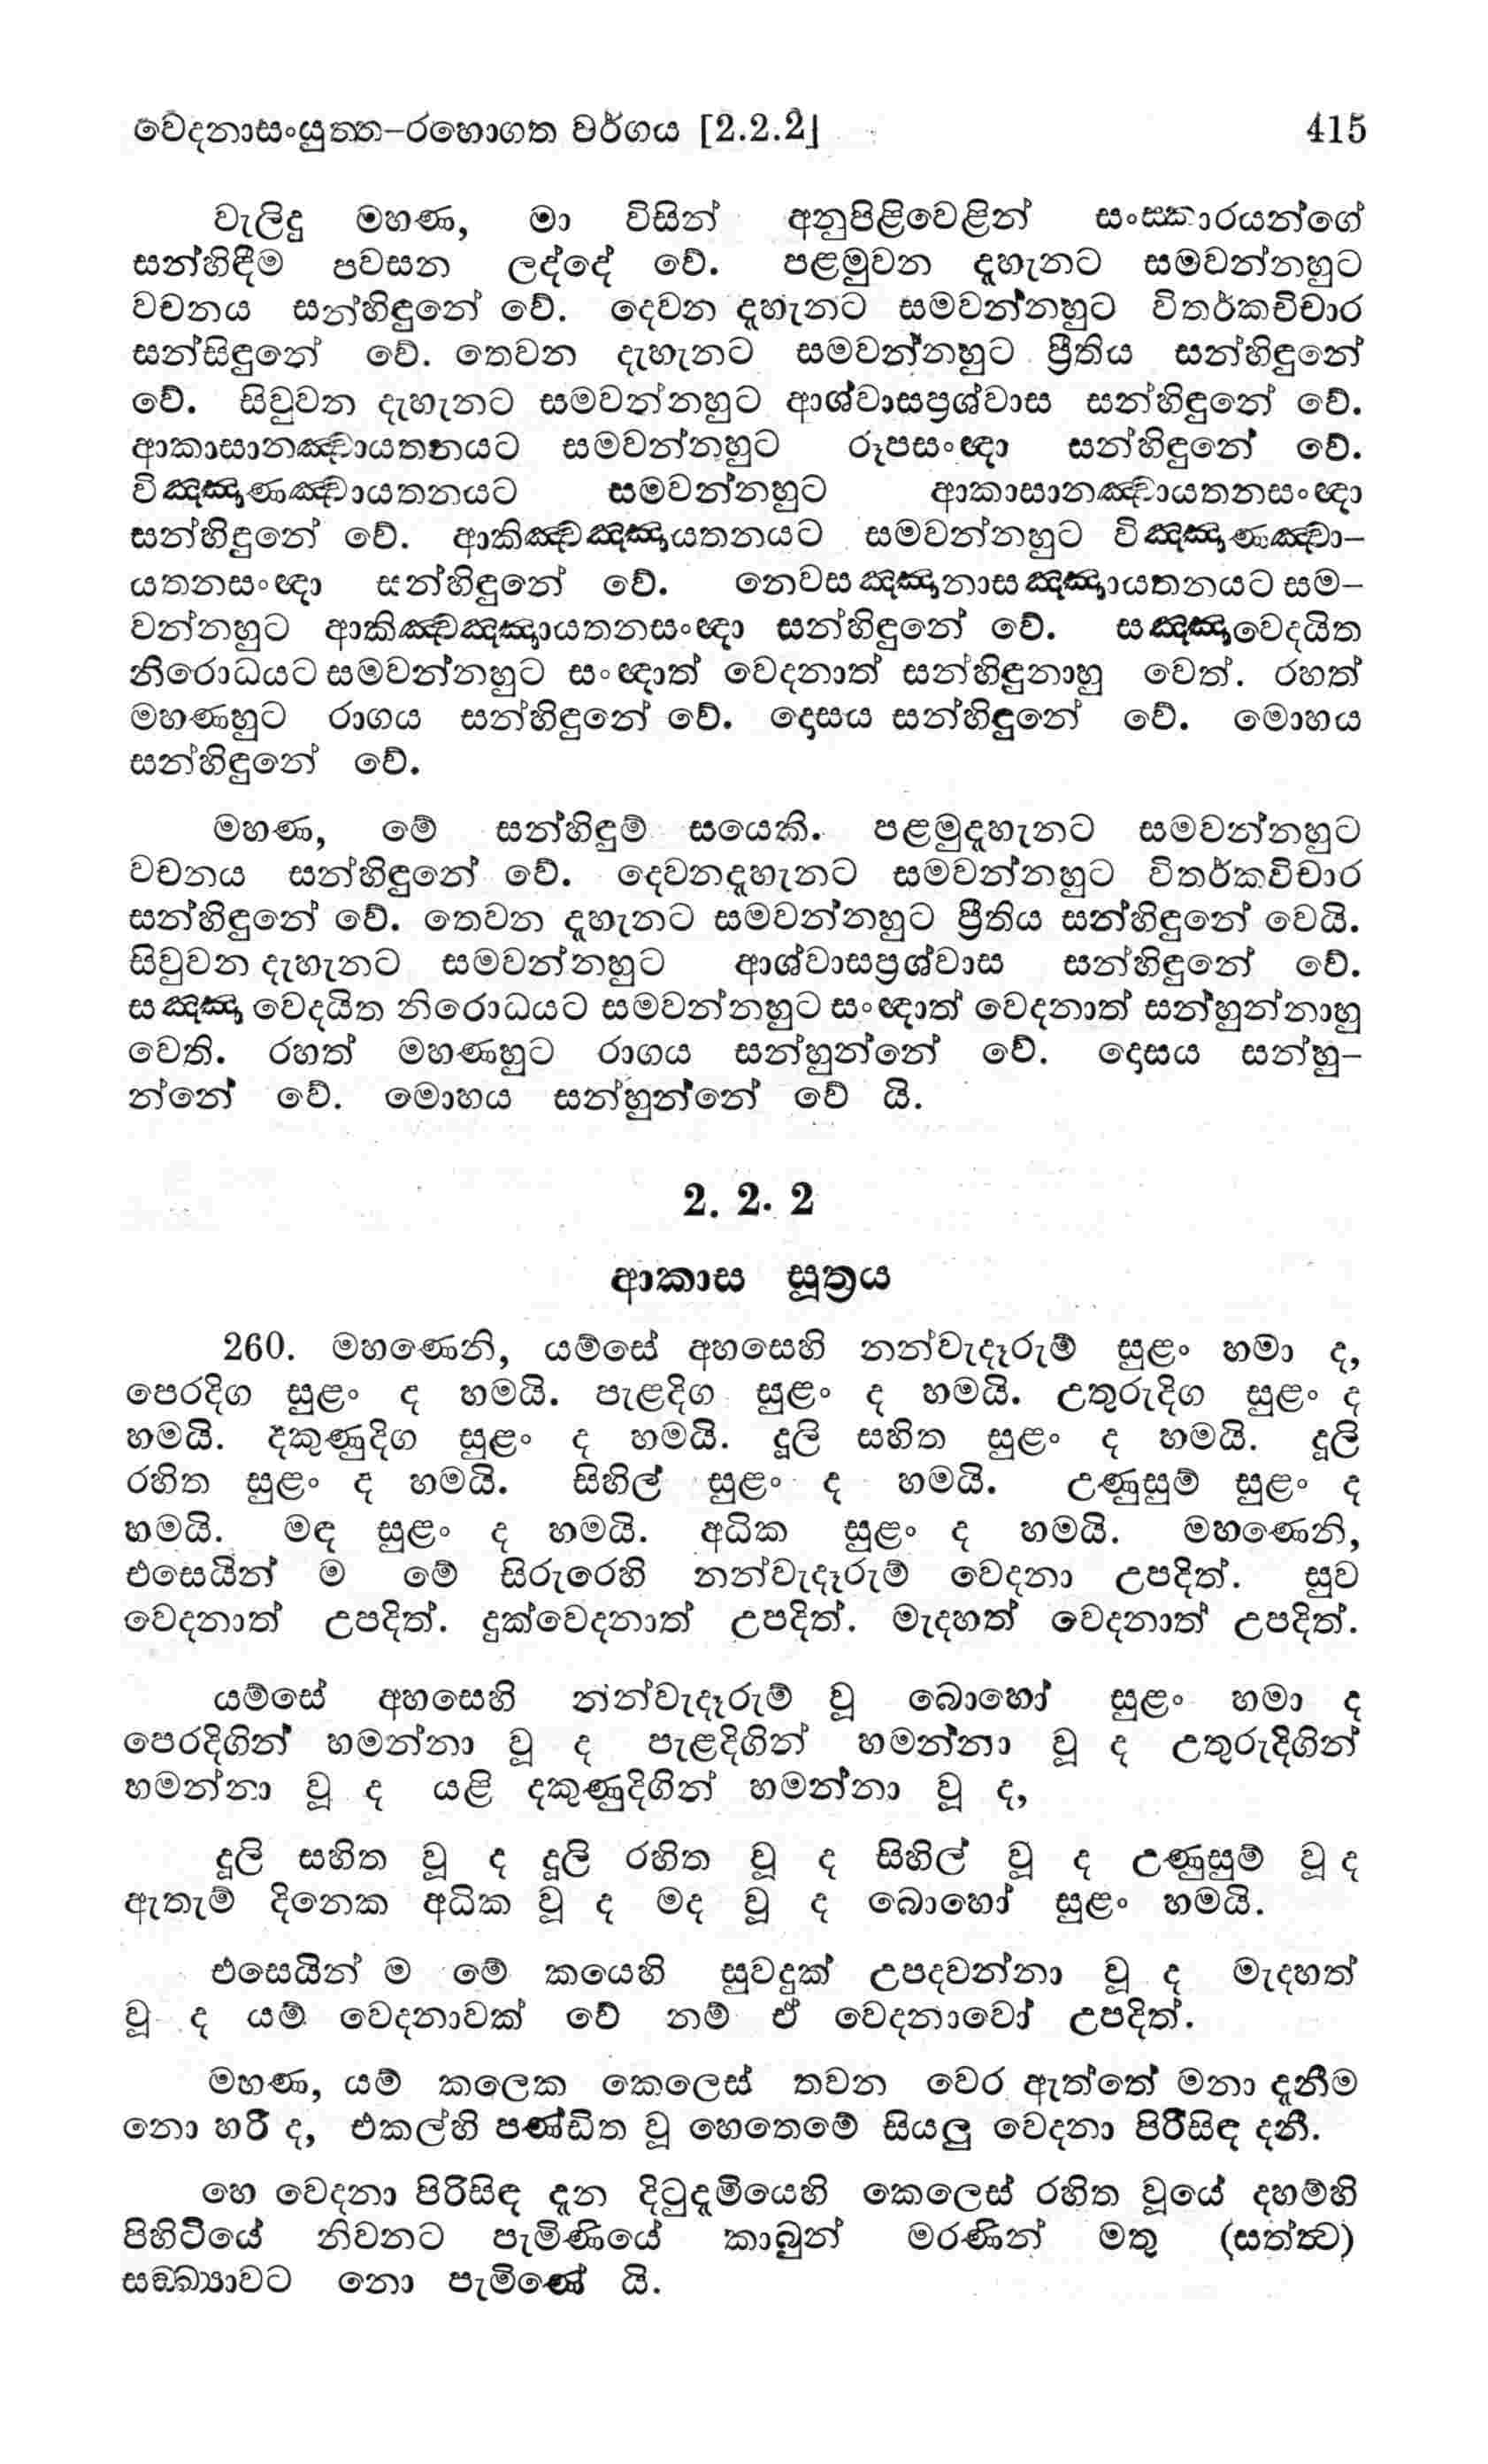 වෙදනාසංයුත්ත–රහොගත වර්ගය [2.2.2] 415
වැලිදු මහණ, මා විසින් අනුපිළිවෙළින් සංස්කාරයන්ගේ
සන්හිඳීම පවසන ලද්දේ වේ. පළමුවන දැහැනට සමවන්නහුට
වචනය සන්හිඳුනේ වේ. දෙවන දැහැනට සමවන්නහුට විතර්කවිචාර
සන්සිඳුනේ වේ. තෙවන දැහැනට සමවන්නහුට ප්‍රීතිය සන්හිඳුනේ
වේ. සිවුවන දැහැනට සමවන්නහුට ආශ්වාසප්‍රශ්වාස සන්හිඳුනේ වේ.
ආකාසානඤ්චායතනයට සමවන්නහුට රූපසංඥා සන්හිඳුනේ වේ.
විඤ්ඤාණඤ්චායතනයට සමවන්නහුට ආකාසානඤ්චායතනසංඥා
සන්හිඳුනේ වේ. ආකිඤ්චඤ්ඤායතනයට සමවන්නහුට විඤ්ඤාණඤ්චා–
යතනසංඥා සන්හිඳුනේ වේ. නෙවසඤ්ඤානාසඤ්ඤායතනයට සම–
වන්නහුට ආකිඤ්චඤ්ඤායතනසංඥා සන්හිඳුනේ වේ. සඤ්ඤාවෙදයිත
නිරොධයට සමවන්නහුට සංඥාත් වෙදනාත් සන්හිඳුනාහු වෙත්. රහත්
මහණහුට රාගය සන්හිඳුනේ වේ. දොසය සන්හිඳුනේ වේ. මොහය
සන්හිඳුනේ වේ.
මහණ, මේ සන්හිඳුම් සයෙකි. පළමුදැහැනට සමවන්නහුට
වචනය සන්හිඳුනේ වේ. දෙවනදැහැනට සමවන්නහුට විතර්කවිචාර
සන්හිඳුනේ වේ. තෙවන දැහැනට සමවන්නහුට ප්‍රීතිය සන්හිඳුනේ වෙයි.
සිවුවන දැහැනට සමවන්නහුට ආශ්වාසප්‍රශ්වාස සන්හිඳුනේ වේ.
සඤ්ඤා වෙදයිත නිරොධයට සමවන්නහුට සංඥාත් වෙදනාත් සන්හුන්නාහු
වෙති. රහත් මහණහුට රාගය සන්හුන්නේ වේ. දොසය සන්හු–
න්නේ වේ. මොහය සන්හුන්නේ වේ යි.
2. 2. 2
ආකාස සූත්‍රය
260. මහණෙනි, යම්සේ අහසෙහි නන්වැදෑරුම් සුළං හමා ද,
පෙරදිග සුළං ද හමයි. පැළදිග සුළං ද හමයි. උතුරුදිග සුළං ද
හමයි. දකුණුදිග සුළං ද හමයි. දූලි සහිත සුළං ද හමයි. දූලි
රහිත සුළං ද හමයි. සිහිල් සුළං ද හමයි. උණුසුම් සුළං ද
හමයි. මඳ සුළං ද හමයි. අධික සුළං ද හමයි. මහණෙනි,
එසෙයින් ම මේ සිරුරෙහි නන්වැදෑරුම් වෙදනා උපදිත්. සුව
වෙදනාත් උපදිත්. දුක්වෙදනාත් උපදිත්. මැදහත් වෙදනාත් උපදිත්.
යම්සේ අහසෙහි නන්වැදෑරුම් වූ බොහෝ සුළං හමා ද
පෙරදිගින් හමන්නා වූ ද පැළදිගින් හමන්නා වූ ද උතුරුදිගින්
හමන්නා වූ ද යළි දකුණුදිගින් හමන්නා වූ ද,
දූලි සහිත වූ ද දූලි රහිත වූ ද සිහිල් වූ ද උණුසුම් වූ ද
ඇතැම් දිනෙක අධික වූ ද මද වූ ද බොහෝ සුළං හමයි.
එසෙයින් ම මේ කයෙහි සුවදුක් උපදවන්නා වූ ද මැදහත්
වූ ද යම් වෙදනාවක් වේ නම් ඒ වෙදනාවෝ උපදිත්.
මහණ, යම් කලෙක කෙලෙස් තවන වෙර ඇත්තේ මනා දැනීම
නො හරී ද, එකල්හි පණ්ඩිත වූ හෙතෙමේ සියලු වෙදනා පිරිසිඳ දනී.
හෙ වෙදනා පිරිසිඳ දැන දිටුදැමියෙහි කෙලෙස් රහිත වූයේ දහම්හි
පිහිටියේ නිවනට පැමිණියේ කාබුන් මරණින් මතු (සත්ත්ව)
සඞ්ඛ්‍යාවට නො පැමිණේ යි.